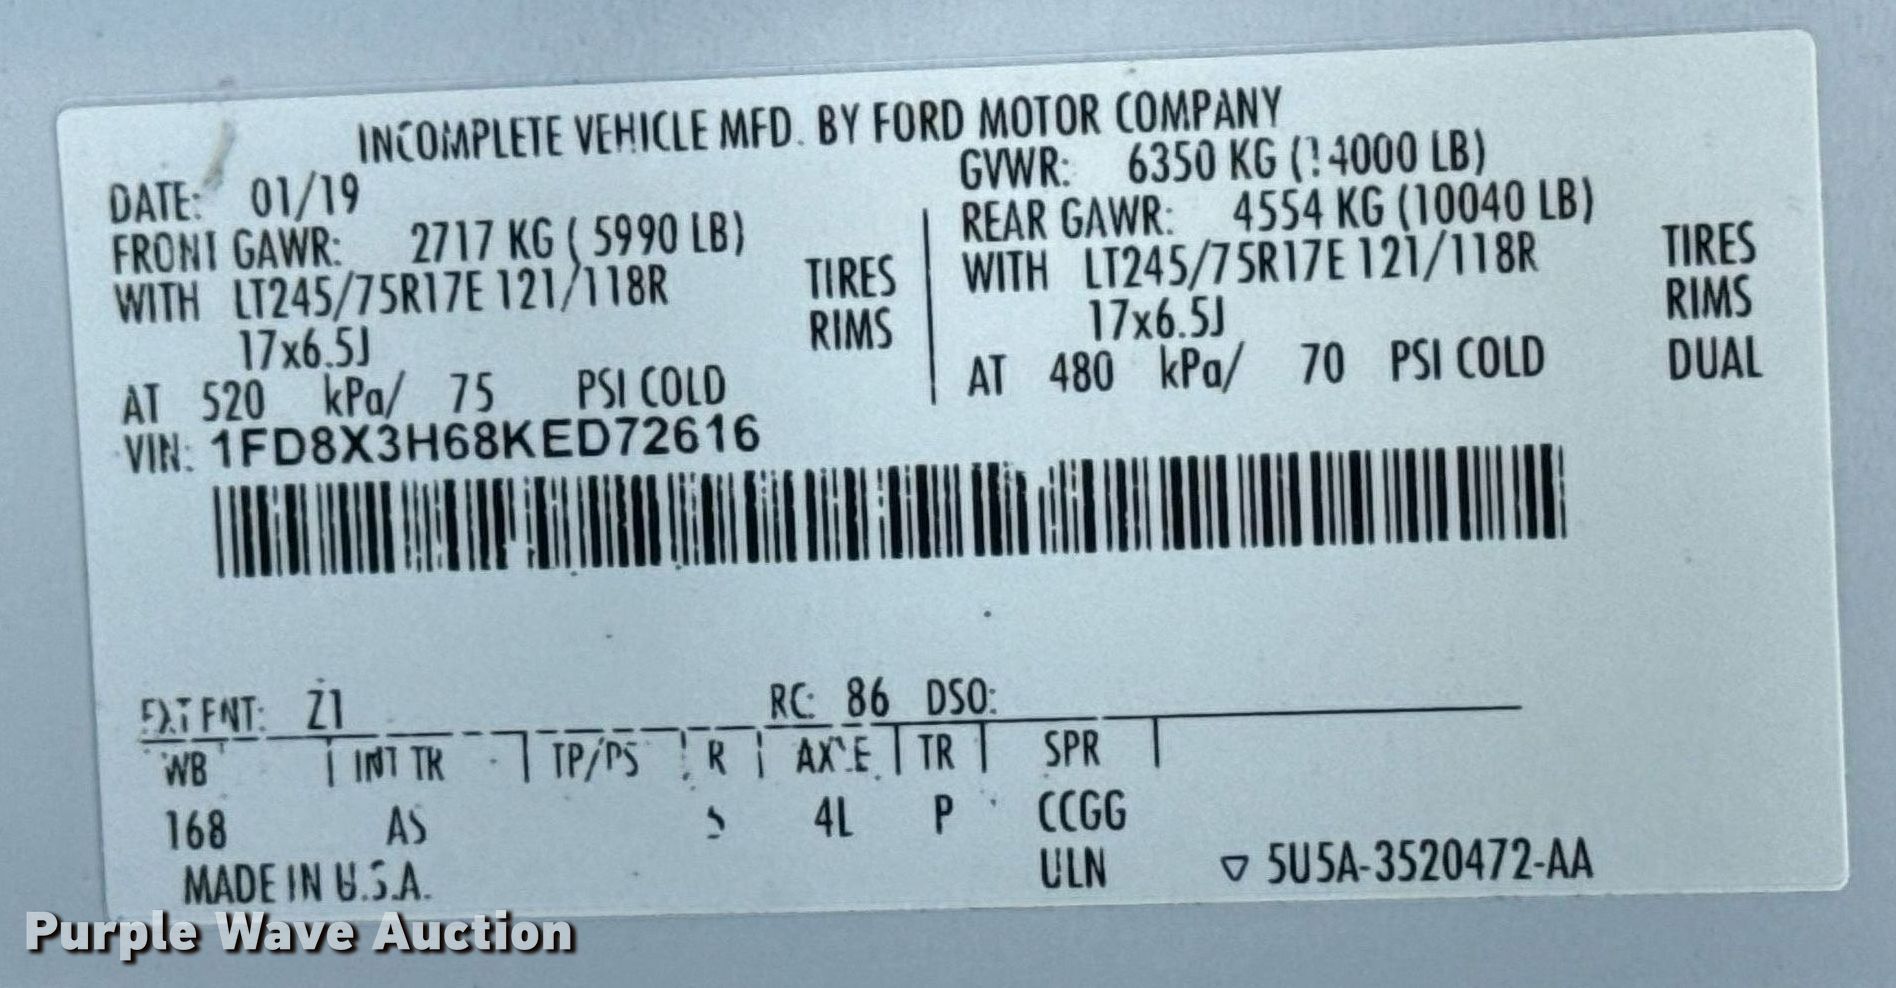 INCOMPLETE VEHICLE MFD. BY FORD MOTOR COMPANY
DATE: 01/19
GVWR: 6350 KG (14000 LB)
FRONT GAWR: 2717 KG ( 5990 LB)
WITH LT245/75R17E 121/118R TIRES
17x6.5J RIMS
AT 520 kPa/ 75 PSI COLD
REAR GAWR: 4554 KG (10040 LB)
WITH LT245/75R17E 121/118R TIRES
17x6.5J RIMS
AT 480 kPa/ 70 PSI COLD DUAL
VIN: 1FD8X3H68KED72616
EXT PNT: Z1 RC: 86 DSO:
WB INT TR TP/PS R AXLE TR SPR
168 AS 4L P CCGG
MADE IN U.S.A. ULN ▽ 5U5A-3520472-AA
Purple Wave Auction